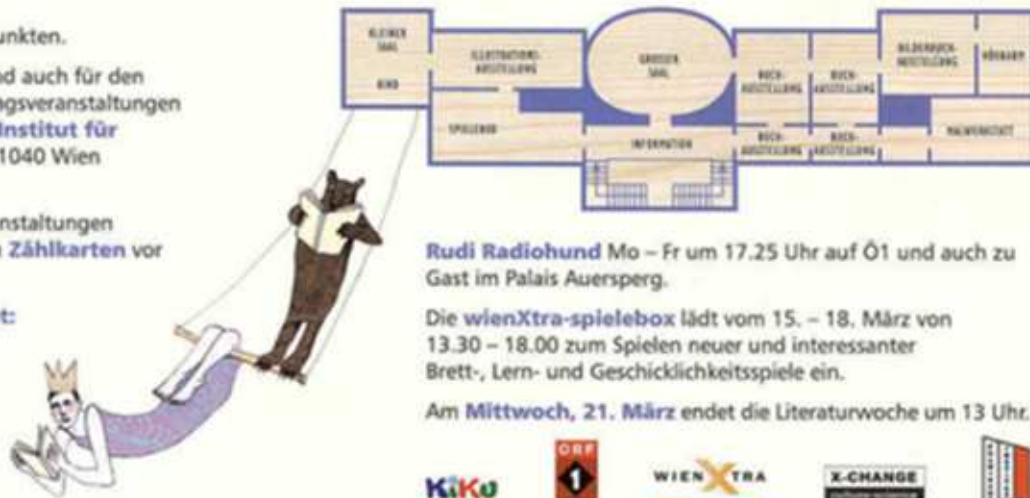 unkten.
d auch für den
gsveranstaltungen
Institut für
1040 Wien
nstaltungen
Zählkarten vor
t:
KLEINER
SAAL
KINO
ILLUSTRATIONS-
AUSSTELLUNG
SPIELEBOX
GROSSER
SAAL
INFORMATION
BUCH-
AUSSTELLUNG
BUCH-
AUSSTELLUNG
BUCH-
AUSSTELLUNG
BUCH-
AUSSTELLUNG
BILDERBUCH-
AUSSTELLUNG
MALWERKSTATT
Rudi Radiohund Mo – Fr um 17.25 Uhr auf Ö1 und auch zu
Gast im Palais Auersperg.
Die wienXtra-spielebox lädt vom 15. – 18. März von
13.30 – 18.00 zum Spielen neuer und interessanter
Brett-, Lern- und Geschicklichkeitsspiele ein.
Am Mittwoch, 21. März endet die Literaturwoche um 13 Uhr.
KiKu
ORF
1
WIENXTRA
X-CHANGE